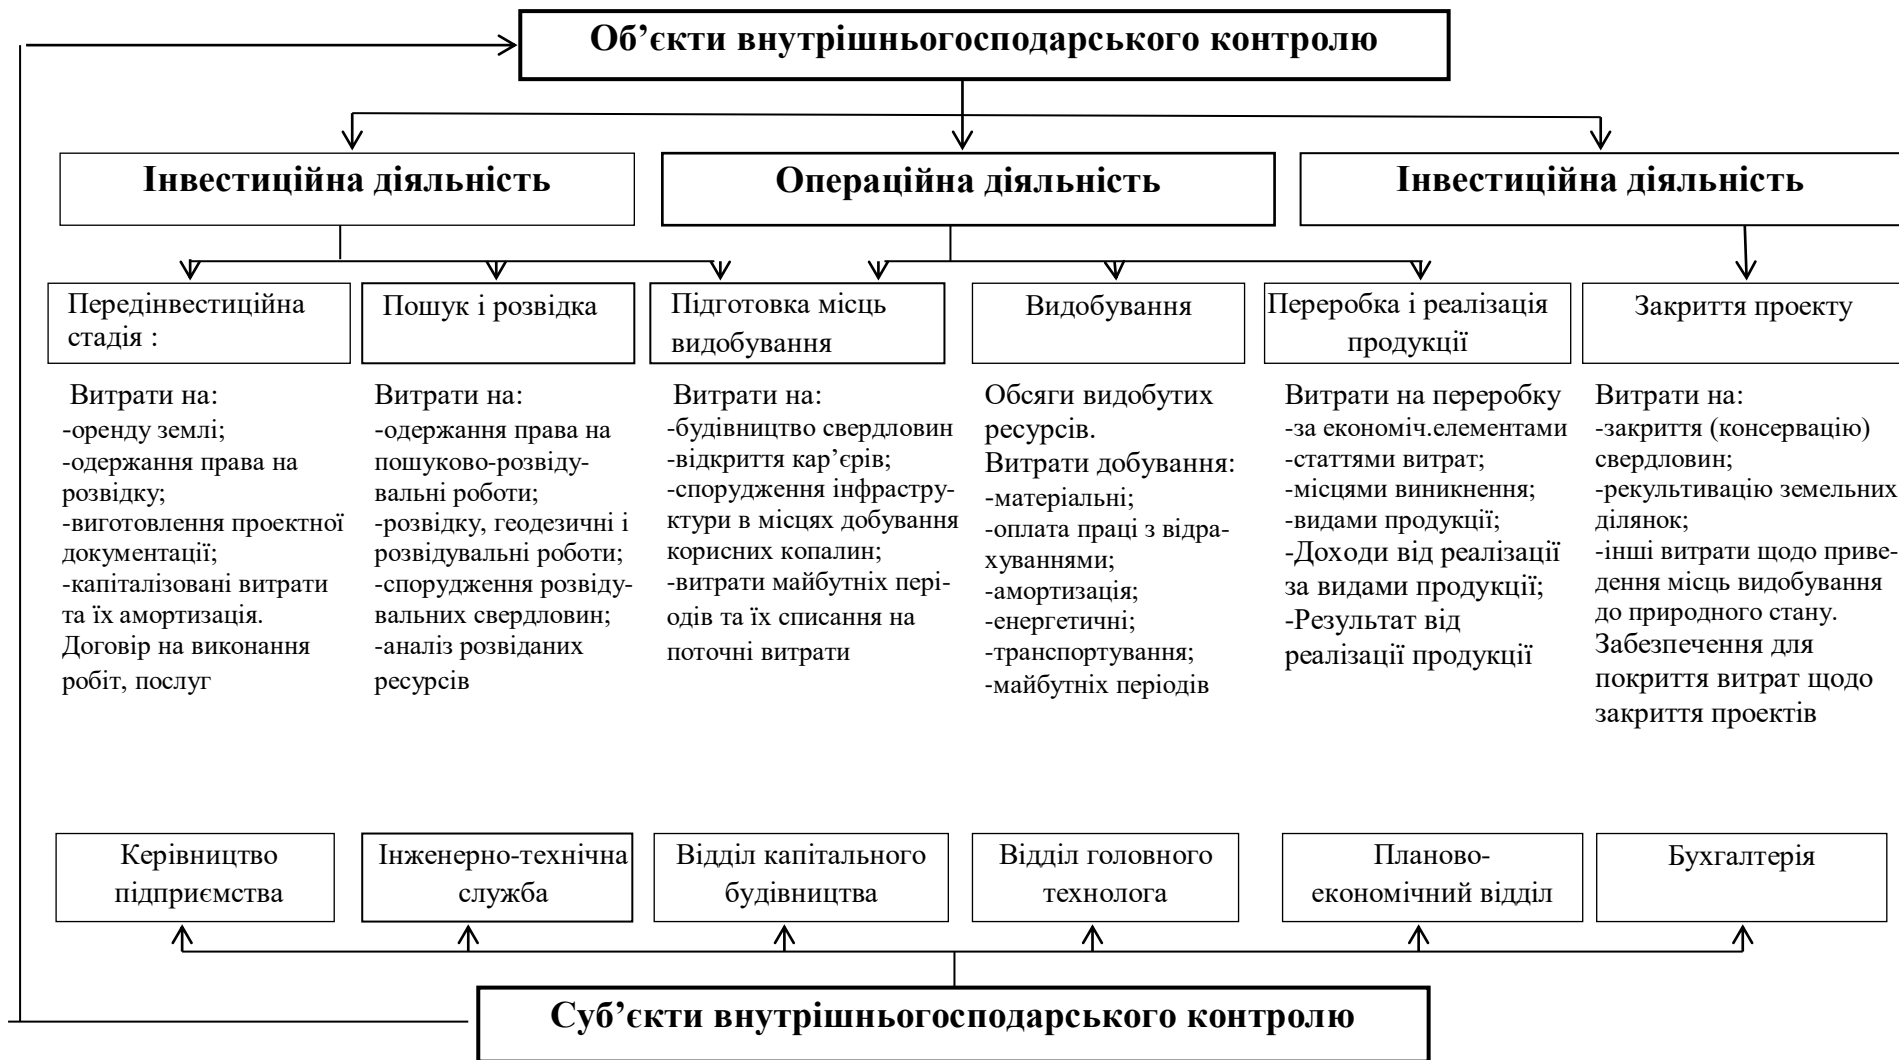 Об’єкти внутрішньогосподарського контролю
Інвестиційна діяльність
Операційна діяльність
Інвестиційна діяльність
Передінвестиційна
стадія :
Пошук і розвідка
Підготовка місць
видобування
Видобування
Переробка і реалізація
продукції
Закриття проекту
Витрати на:
-оренду землі;
-одержання права на
розвідку;
-виготовлення проектної
документації;
-капіталізовані витрати
та їх амортизація.
Договір на виконання
робіт, послуг
Витрати на:
-одержання права на
пошуково-розвіду-
вальні роботи;
-розвідку, геодезичні і
розвідувальні роботи;
-спорудження розвіду-
вальних свердловин;
-аналіз розвіданих
ресурсів
Витрати на:
-будівництво свердловин
-відкриття кар’єрів;
-спорудження інфрастру-
ктури в місцях добування
корисних копалин;
-витрати майбутніх пері-
одів та їх списання на
поточні витрати
Обсяги видобутих
ресурсів.
Витрати добування:
-матеріальні;
-оплата праці з відра-
хуваннями;
-амортизація;
-енергетичні;
-транспортування;
-майбутніх періодів
Витрати на переробку
-за економіч.елементами
-статтями витрат;
-місцями виникнення;
-видами продукції;
-Доходи від реалізації
за видами продукції;
-Результат від
реалізації продукції
Витрати на:
-закриття (консервацію)
свердловин;
-рекультивацію земельних
ділянок;
-інші витрати щодо приве-
дення місць видобування
до природного стану.
Забезпечення для
покриття витрат щодо
закриття проектів
Керівництво
підприємства
Інженерно-технічна
служба
Відділ капітального
будівництва
Відділ головного
технолога
Планово-
економічний відділ
Бухгалтерія
Суб’єкти внутрішньогосподарського контролю